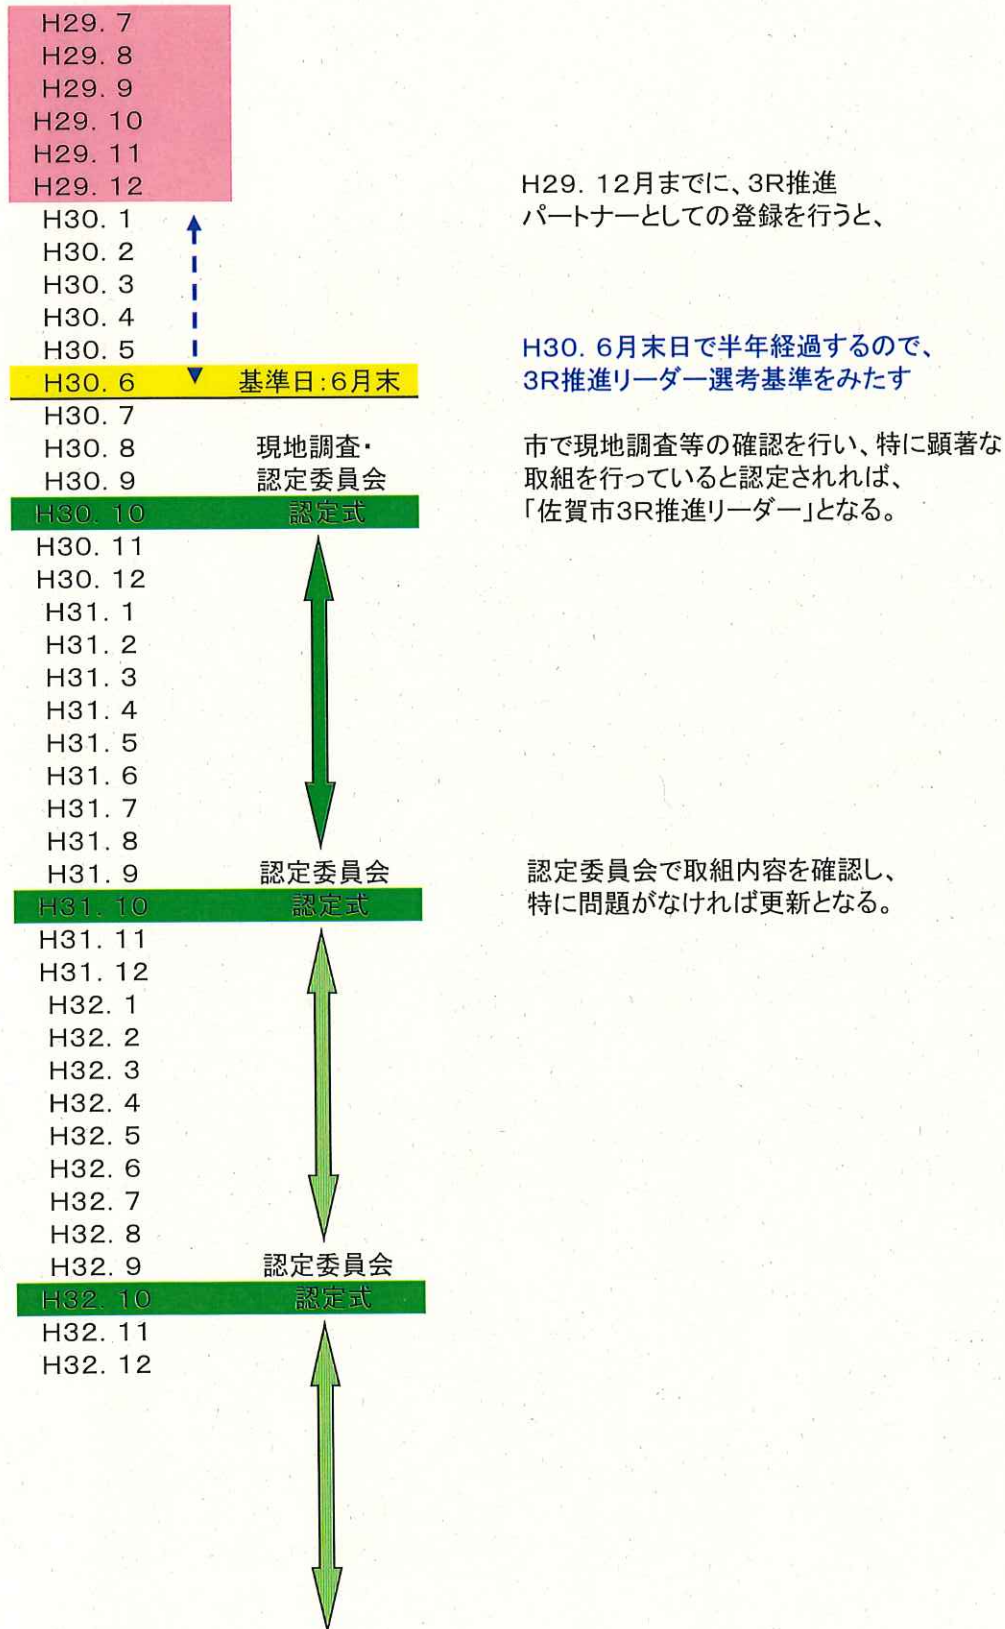 H29. 7
H29. 8
H29. 9
H29. 10
H29. 11
H29. 12
H29. 12月までに、3R推進
H30. 1
パートナーとしての登録を行うと、
H30. 2
H30. 3
H30. 4
H30. 5
H30. 6月末日で半年経過するので、
H30. 6 基準日:6月末
3R推進リーダー選考基準をみたす
H30. 7
H30. 8 現地調査・
市で現地調査等の確認を行い、特に顕著な
H30. 9 認定委員会
取組を行っていると認定されれば、
H30. 10 認定式
「佐賀市3R推進リーダー」となる。
H30. 11
H30. 12
H31. 1
H31. 2
H31. 3
H31. 4
H31. 5
H31. 6
H31. 7
H31. 8
H31. 9 認定委員会
認定委員会で取組内容を確認し、
H31. 10 認定式
特に問題がなければ更新となる。
H31. 11
H31. 12
H32. 1
H32. 2
H32. 3
H32. 4
H32. 5
H32. 6
H32. 7
H32. 8
H32. 9 認定委員会
H32. 10 認定式
H32. 11
H32. 12